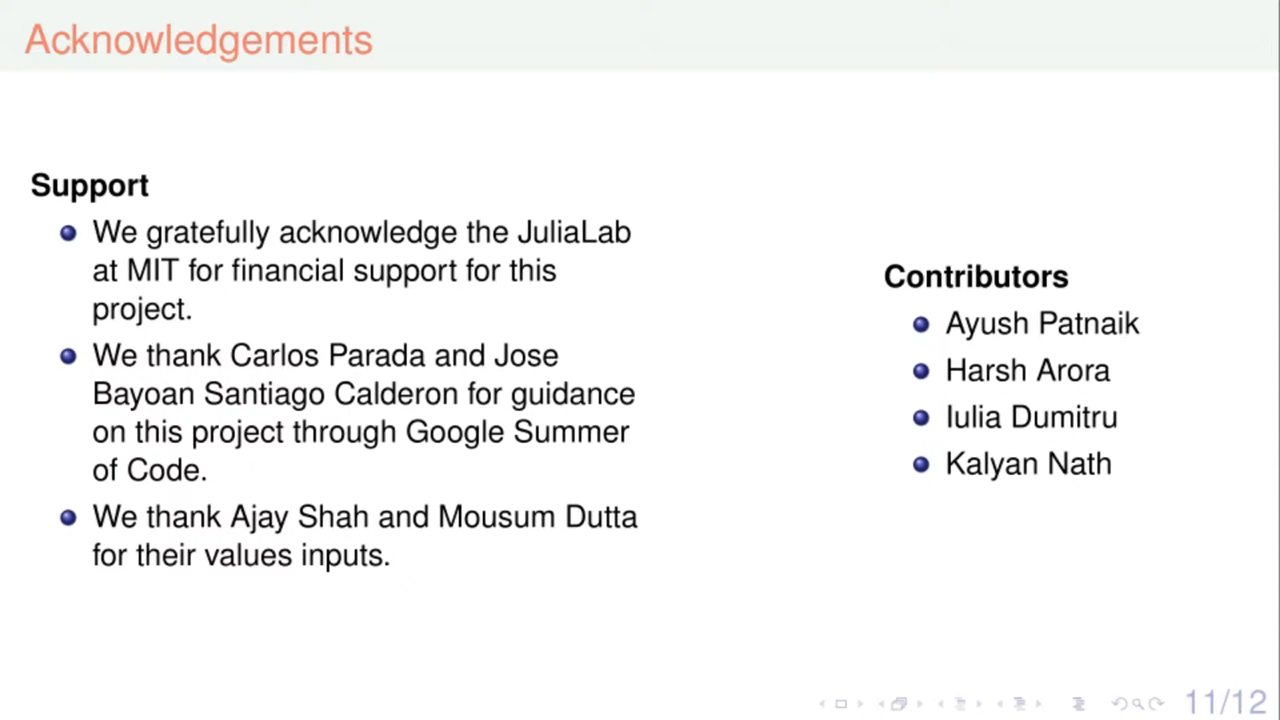 Acknowledgements
Support
We gratefully acknowledge the JuliaLab
at MIT for financial support for this
project.
We thank Carlos Parada and Jose
Bayoan Santiago Calderon for guidance
on this project through Google Summer
of Code.
We thank Ajay Shah and Mousum Dutta
for their values inputs.
Contributors
Ayush Patnaik
Harsh Arora
Iulia Dumitru
Kalyan Nath
11/12